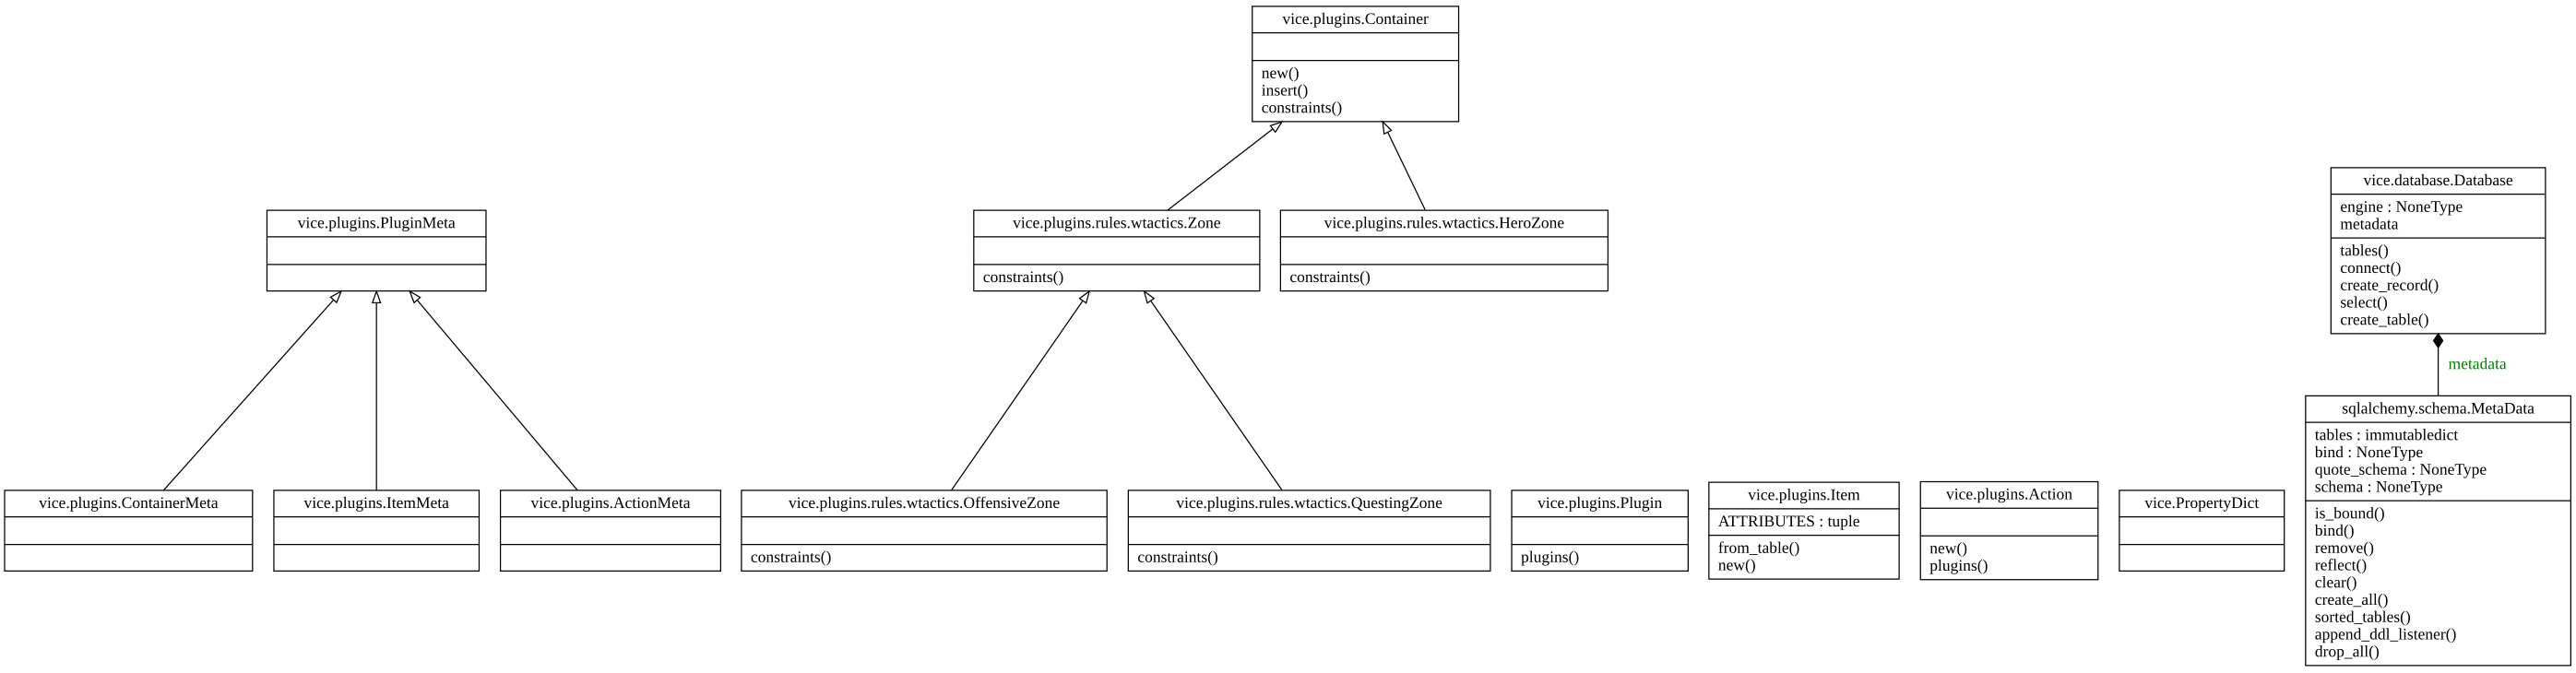 vice.plugins.Container
new()
insert()
constraints()
vice.plugins.PluginMeta
vice.plugins.rules.wtactics.Zone
constraints()
vice.plugins.rules.wtactics.HeroZone
constraints()
vice.database.Database
engine : NoneType
metadata
tables()
connect()
create_record()
select()
create_table()
metadata
vice.plugins.ContainerMeta
vice.plugins.ItemMeta
vice.plugins.ActionMeta
vice.plugins.rules.wtactics.OffensiveZone
constraints()
vice.plugins.rules.wtactics.QuestingZone
constraints()
vice.plugins.Plugin
plugins()
vice.plugins.Item
ATTRIBUTES : tuple
from_table()
new()
vice.plugins.Action
new()
plugins()
vice.PropertyDict
sqlalchemy.schema.MetaData
tables : immutabledict
bind : NoneType
quote_schema : NoneType
schema : NoneType
is_bound()
bind()
remove()
reflect()
clear()
create_all()
sorted_tables()
append_ddl_listener()
drop_all()